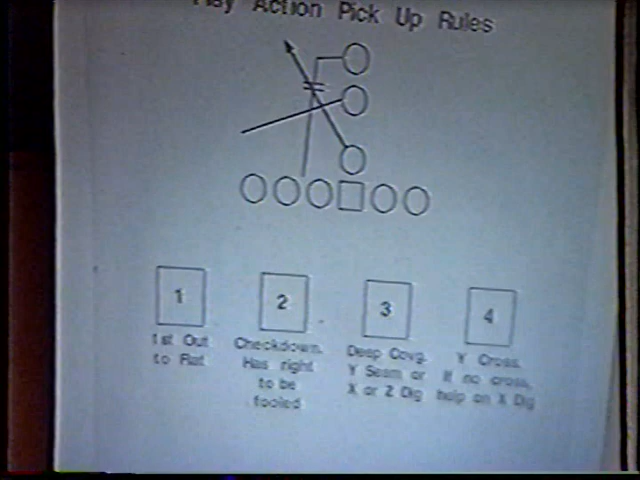 Play Action Pick Up Rules
1
2
3
4
1st Out
to Flat
Checkdown.
Has right
to be
fooled
Deep Covg.
Y Seam or
X or Z Dig
Y Cross.
If no cross,
help on X Dig